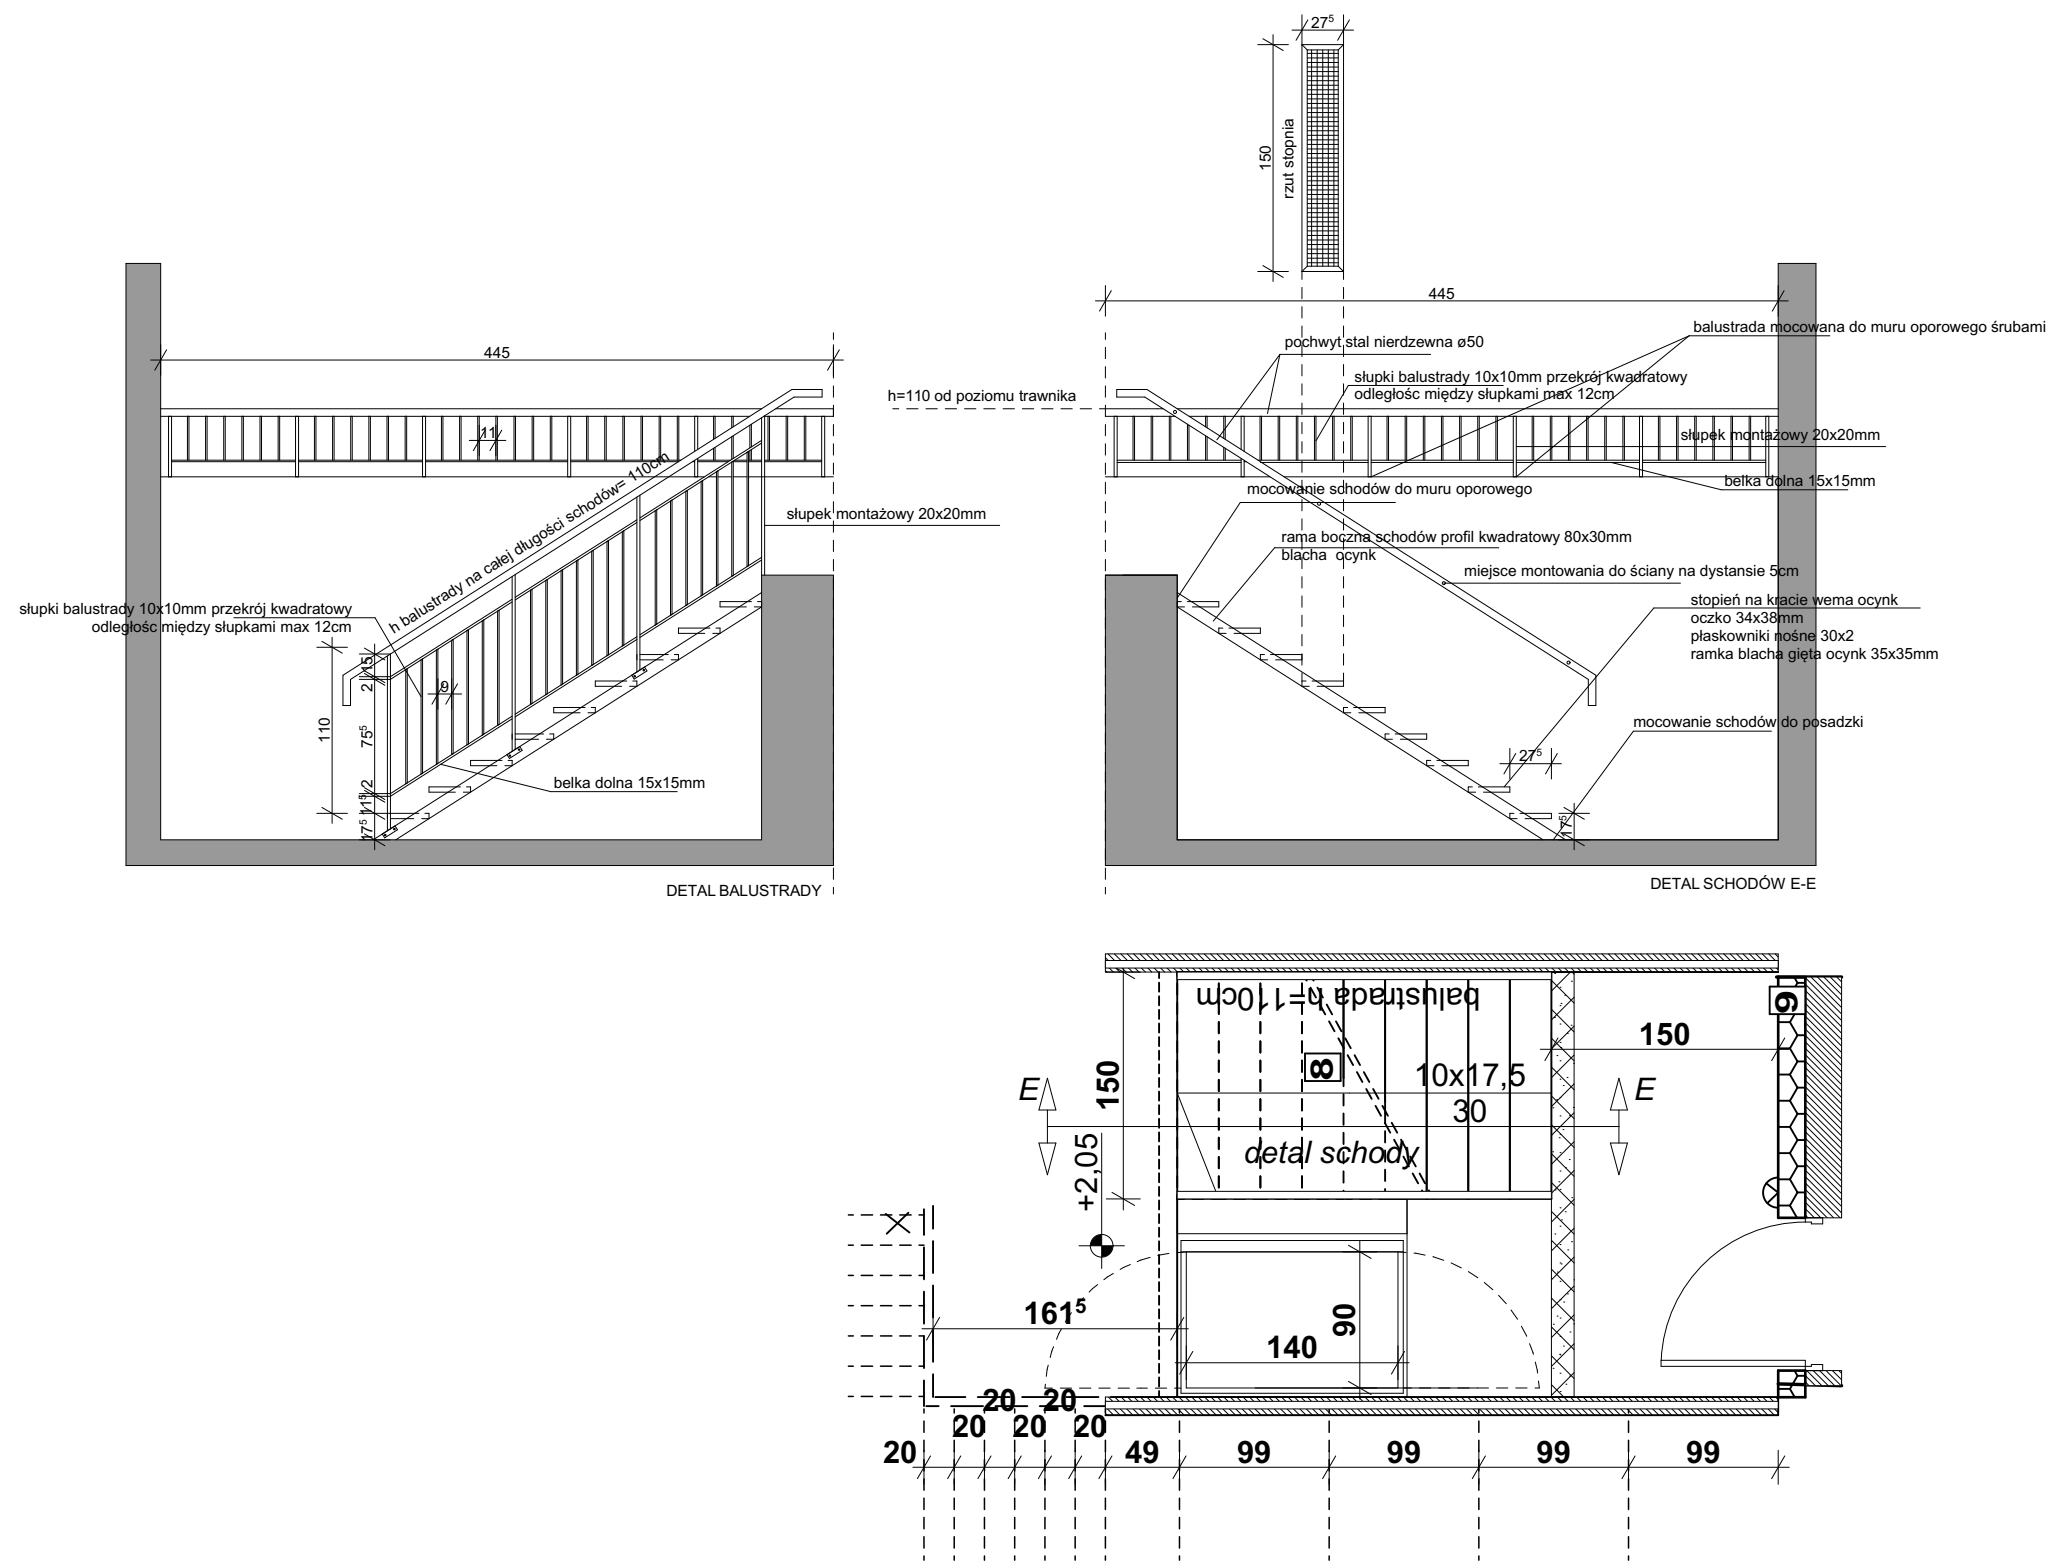 27⁵
150
rzut stopnia
445
445
balustrada mocowana do muru oporowego śrubami
pochwyt stal nierdzewna ø50
słupki balustrady 10x10mm przekrój kwadratowy
odległośc między słupkami max 12cm
h=110 od poziomu trawnika
11
słupek montażowy 20x20mm
belka dolna 15x15mm
mocowanie schodów do muru oporowego
h balustrady na całej długości schodów= 110cm
słupek montażowy 20x20mm
rama boczna schodów profil kwadratowy 80x30mm
blacha ocynk
miejsce montowania do ściany na dystansie 5cm
słupki balustrady 10x10mm przekrój kwadratowy
odległośc między słupkami max 12cm
stopień na kracie wema ocynk
oczko 34x38mm
płaskowniki nośne 30x2
ramka blacha gięta ocynk 35x35mm
15
2
9
110
75⁵
2
11⁵
17⁵
belka dolna 15x15mm
mocowanie schodów do posadzki
27⁵
17⁵
DETAL BALUSTRADY
DETAL SCHODÓW E-E
balustrada h=110cm
9
150
8
10x17,5
30
150
E
E
detal schody
+2,05
161⁵
90
140
20
20
20
20
20
20
49
99
99
99
99